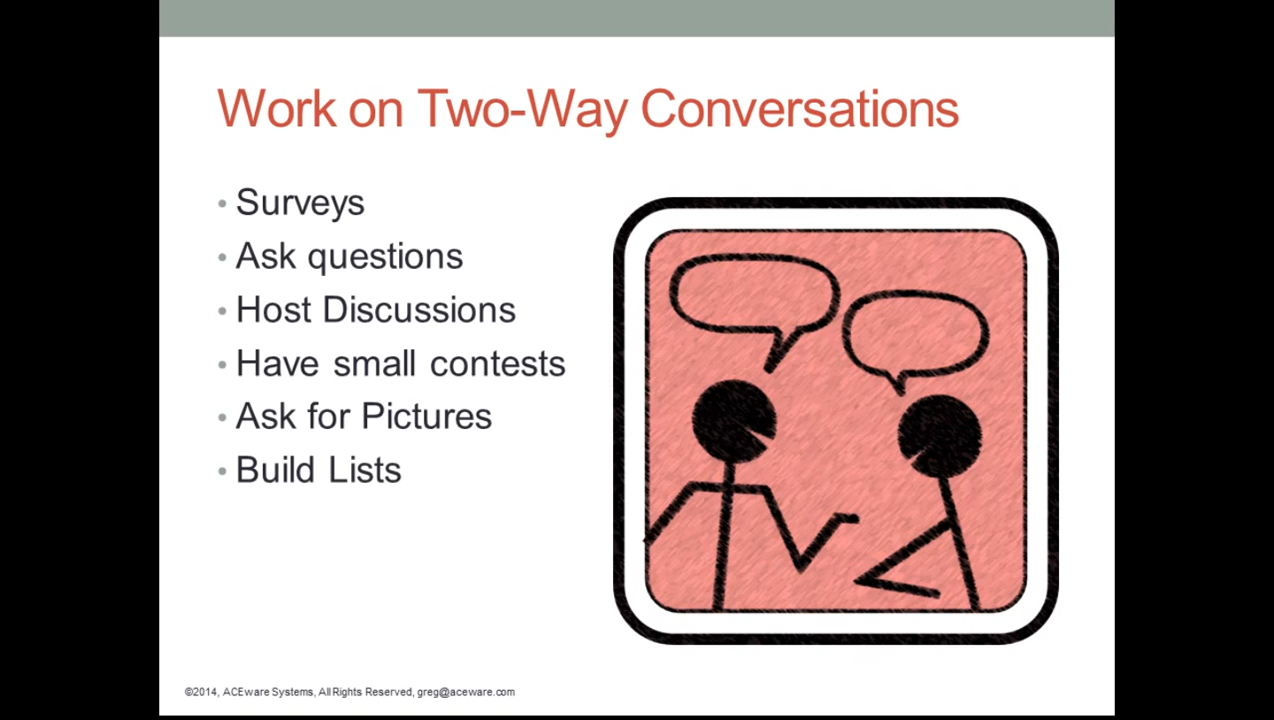 Work on Two-Way Conversations
• Surveys
• Ask questions
• Host Discussions
• Have small contests
• Ask for Pictures
• Build Lists
©2014, ACEware Systems, All Rights Reserved, greg@aceware.com